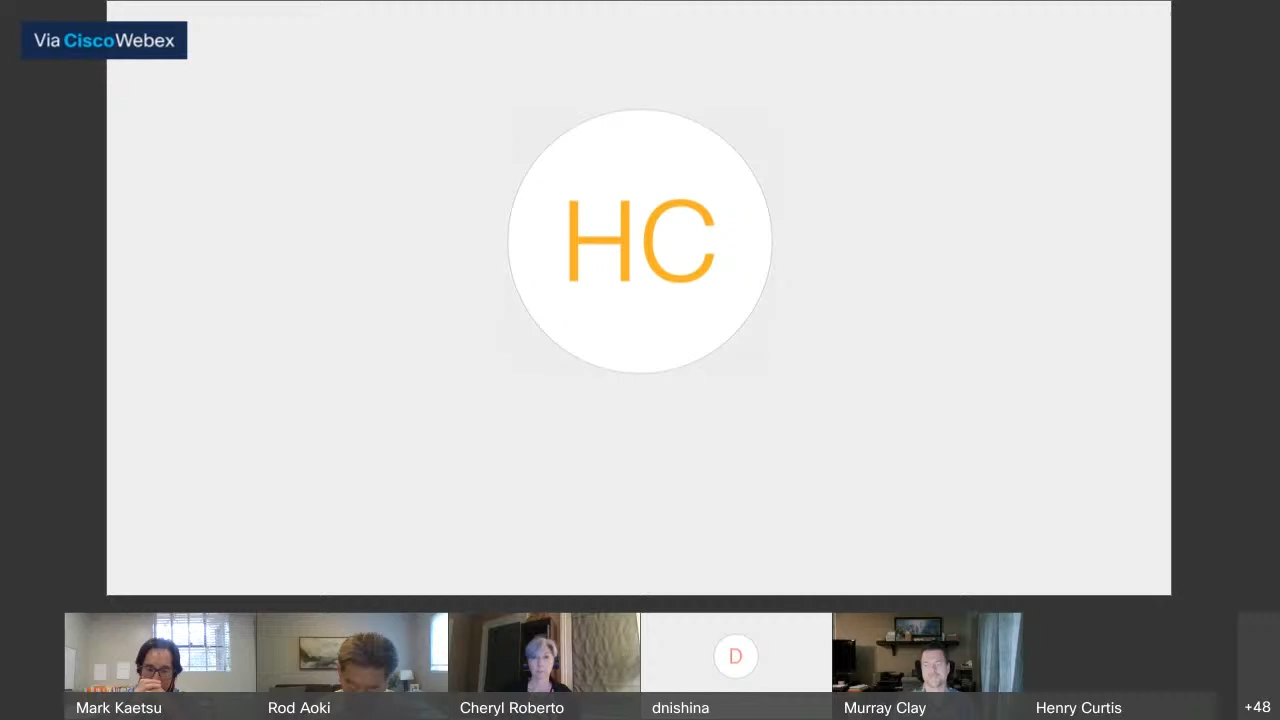 Via CiscoWebex
HC
D
Mark Kaetsu
Rod Aoki
Cheryl Roberto
dnishina
Murray Clay
Henry Curtis
+48